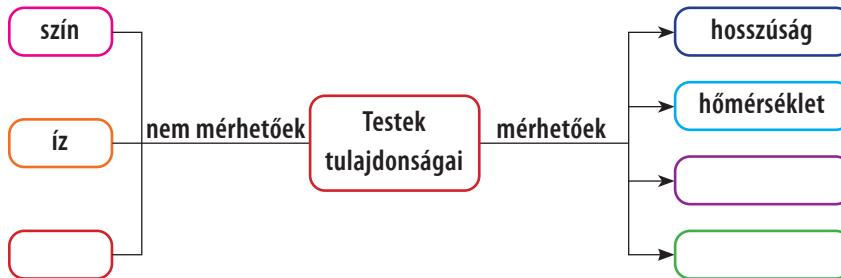 szín
íz
nem mérhetőek
Testek
tulajdonságai
mérhetőek
hosszúság
hőmérséklet